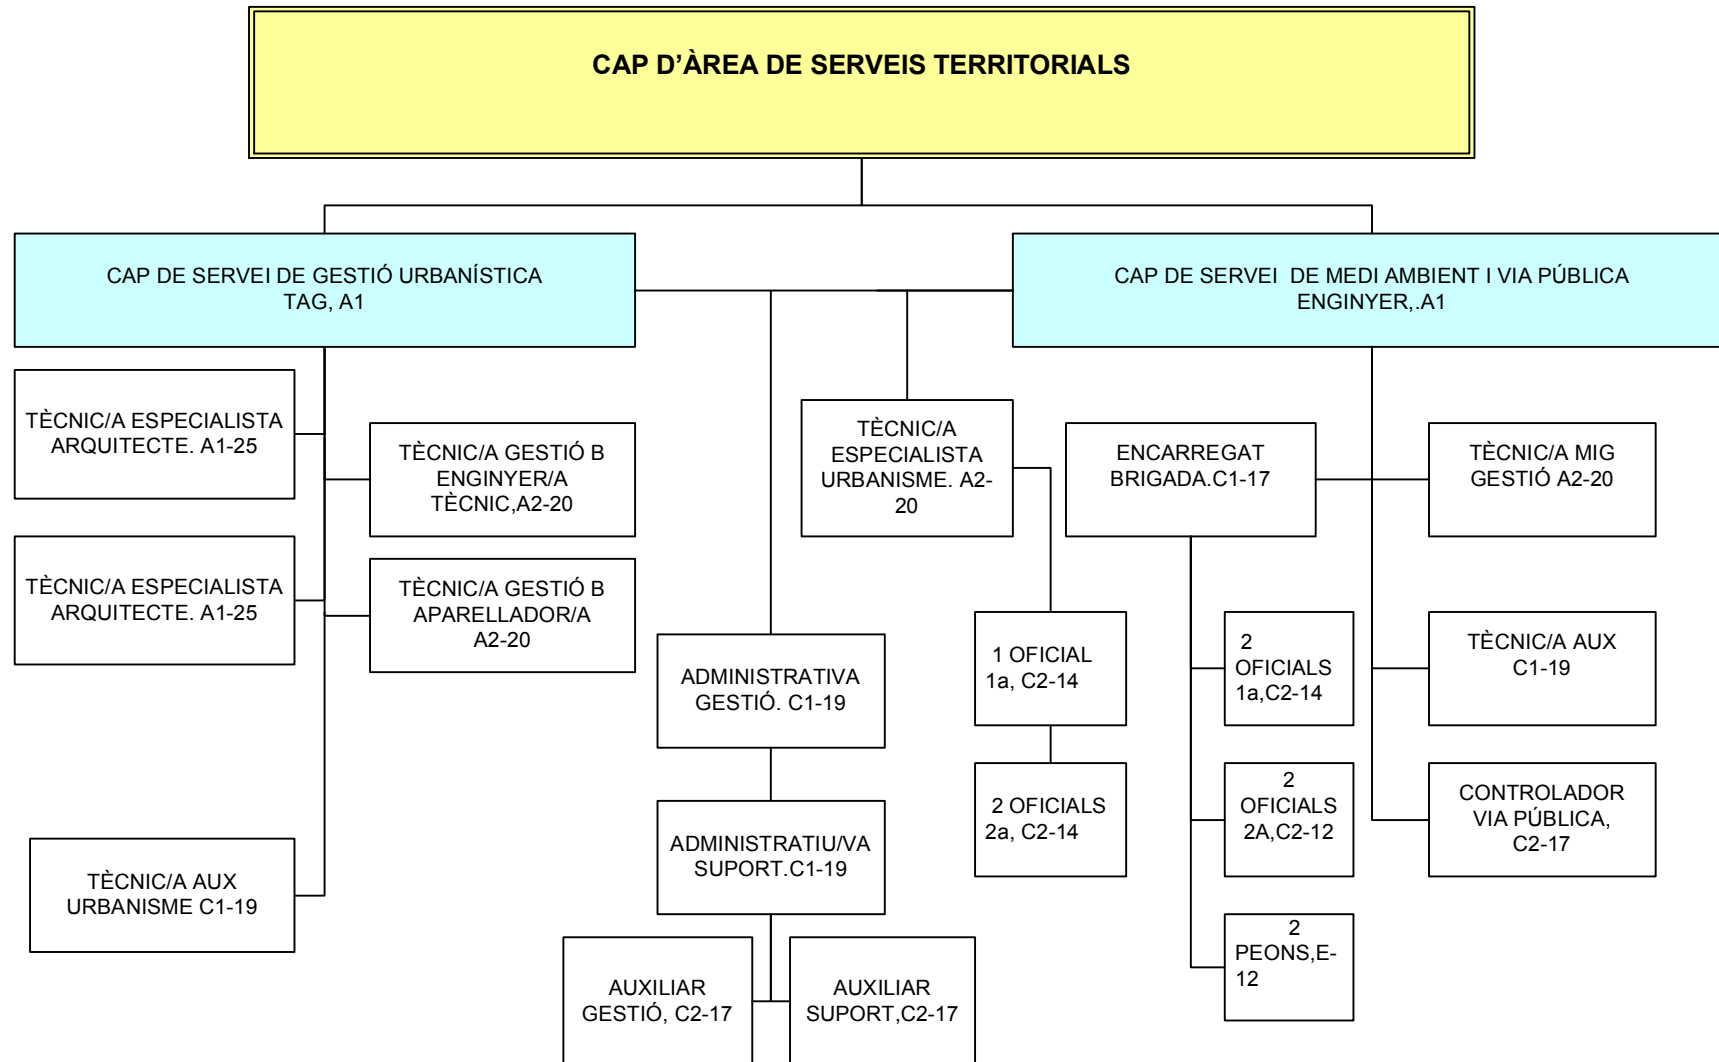 CAP D’ÀREA DE SERVEIS TERRITORIALS
CAP DE SERVEI DE GESTIÓ URBANÍSTICA
TAG, A1
CAP DE SERVEI  DE MEDI AMBIENT I VIA PÚBLICA
ENGINYER,.A1
TÈCNIC/A ESPECIALISTA
ARQUITECTE. A1-25
TÈCNIC/A GESTIÓ B
ENGINYER/A
TÈCNIC,A2-20
TÈCNIC/A ESPECIALISTA
ARQUITECTE. A1-25
TÈCNIC/A GESTIÓ B
APARELLADOR/A
A2-20
TÈCNIC/A AUX
URBANISME C1-19
ADMINISTRATIVA
GESTIÓ. C1-19
ADMINISTRATIU/VA
SUPORT.C1-19
AUXILIAR
GESTIÓ, C2-17
AUXILIAR
SUPORT,C2-17
TÈCNIC/A
ESPECIALISTA
URBANISME. A2-
20
1 OFICIAL
1a, C2-14
2 OFICIALS
2a, C2-14
ENCARREGAT
BRIGADA.C1-17
2
OFICIALS
1a,C2-14
2
OFICIALS
2A,C2-12
2
PEONS,E-
12
TÈCNIC/A MIG
GESTIÓ A2-20
TÈCNIC/A AUX
C1-19
CONTROLADOR
VIA PÚBLICA,
C2-17